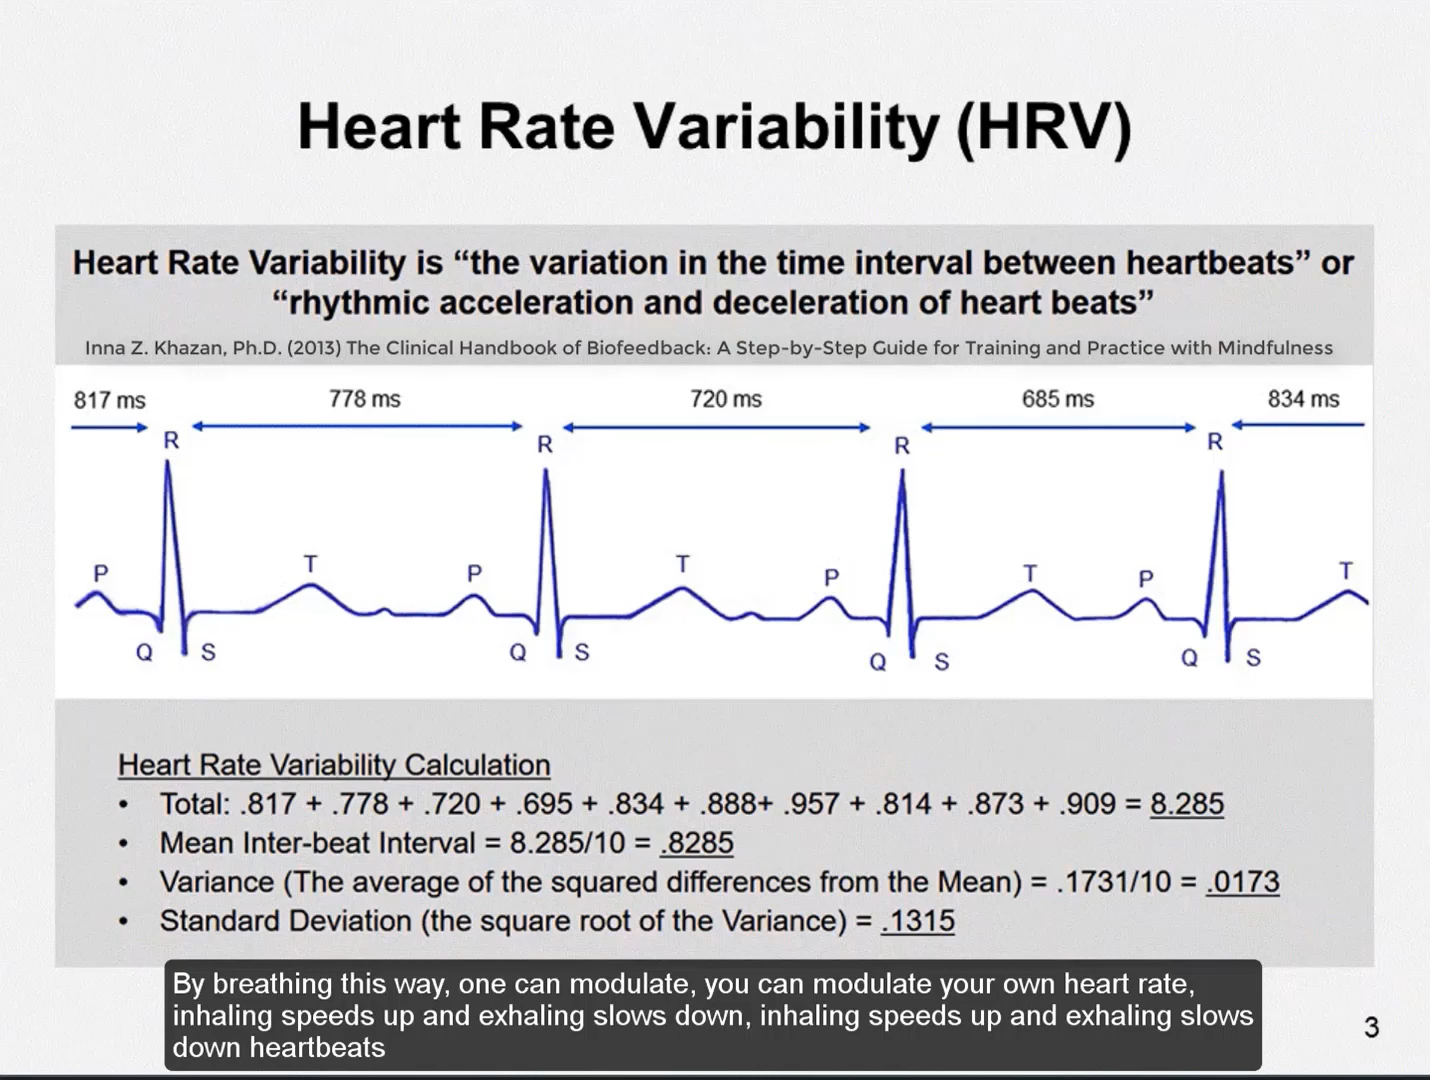 Heart Rate Variability (HRV)
Heart Rate Variability is “the variation in the time interval between heartbeats” or
“rhythmic acceleration and deceleration of heart beats”
Inna Z. Khazan, Ph.D. (2013) The Clinical Handbook of Biofeedback: A Step-by-Step Guide for Training and Practice with Mindfulness
817 ms 778 ms 720 ms 685 ms 834 ms
R R R R
P T P T P T P T
Q S Q S Q S Q S
Heart Rate Variability Calculation
• Total: .817 + .778 + .720 + .695 + .834 + .888+ .957 + .814 + .873 + .909 = 8.285
• Mean Inter-beat Interval = 8.285/10 = .8285
• Variance (The average of the squared differences from the Mean) = .1731/10 = .0173
• Standard Deviation (the square root of the Variance) = .1315
By breathing this way, one can modulate, you can modulate your own heart rate,
inhaling speeds up and exhaling slows down, inhaling speeds up and exhaling slows
down heartbeats
3